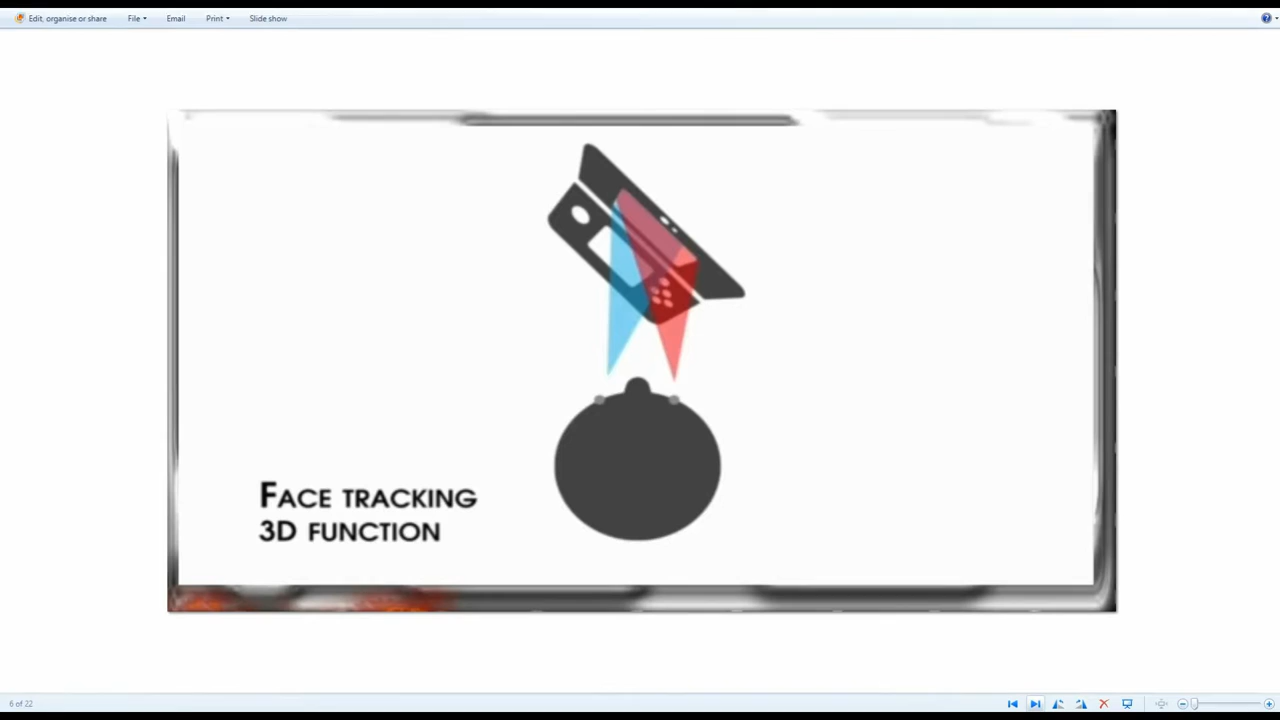 Edit, organise or share File Email Print Slide show
FACE TRACKING
3D FUNCTION
6 of 22